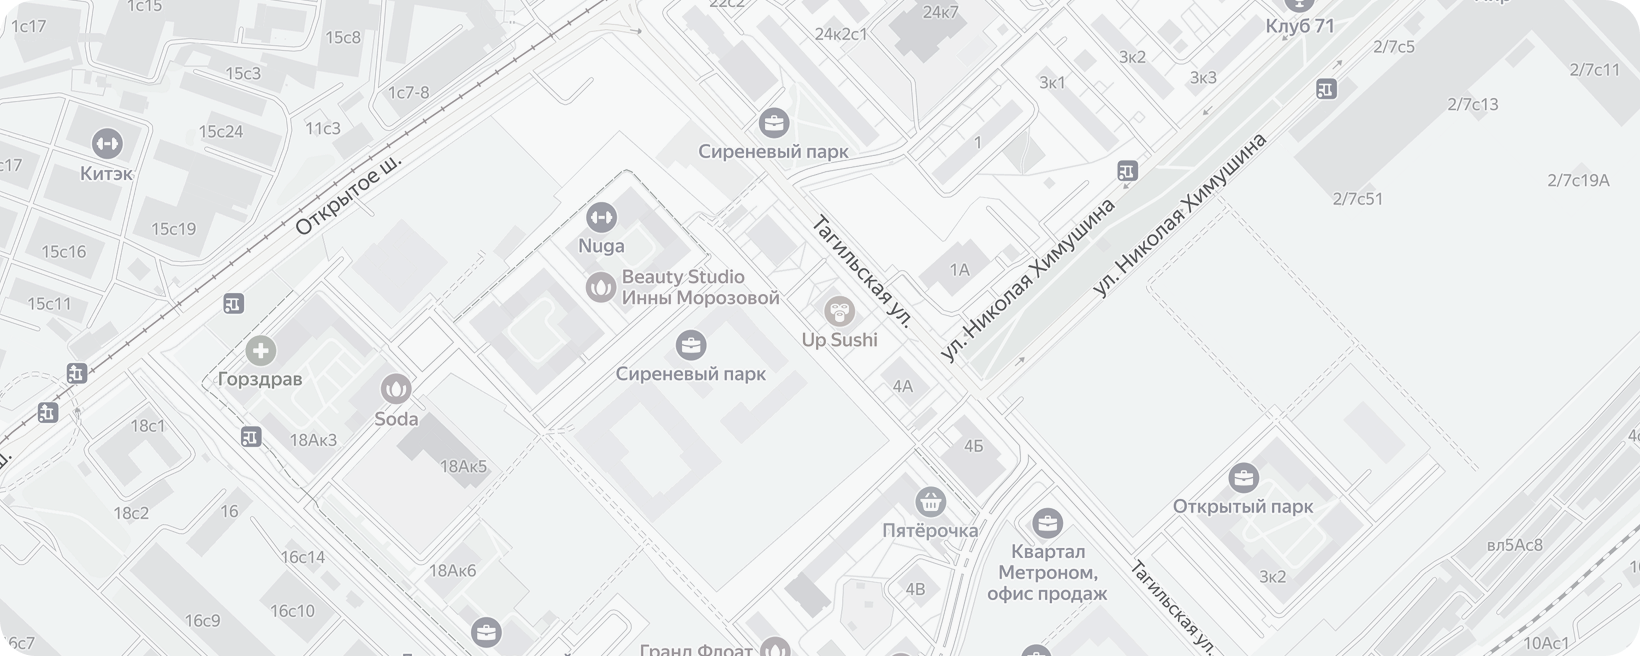 1с17
1с15
22с2
24к7
Клуб 71
15с8
24к2с1
3к2
2/7с5
2/7с11
15с3
1с7-8
3к1
3к3
2/7с13
15с24
11с3
Сиреневый парк
1
Китэк
Открытое ш.
2/7с19А
2/7с51
15с19
15с16
15с11
Nuga
Beauty Studio
Инны Морозовой
Тагильская ул.
1А
ул. Николая Химушина
ул. Николая Химушина
Up Sushi
Сиреневый парк
Горздрав
Soda
4А
18с1
18Ак3
18Ак5
4Б
18с2
16
Пятёрочка
Открытый парк
Квартал
Метроном,
офис продаж
16с14
18Ак6
4В
3к2
вл5Ас8
Тагильская ул.
16с10
16с9
Гранд Флоат
10Ас1